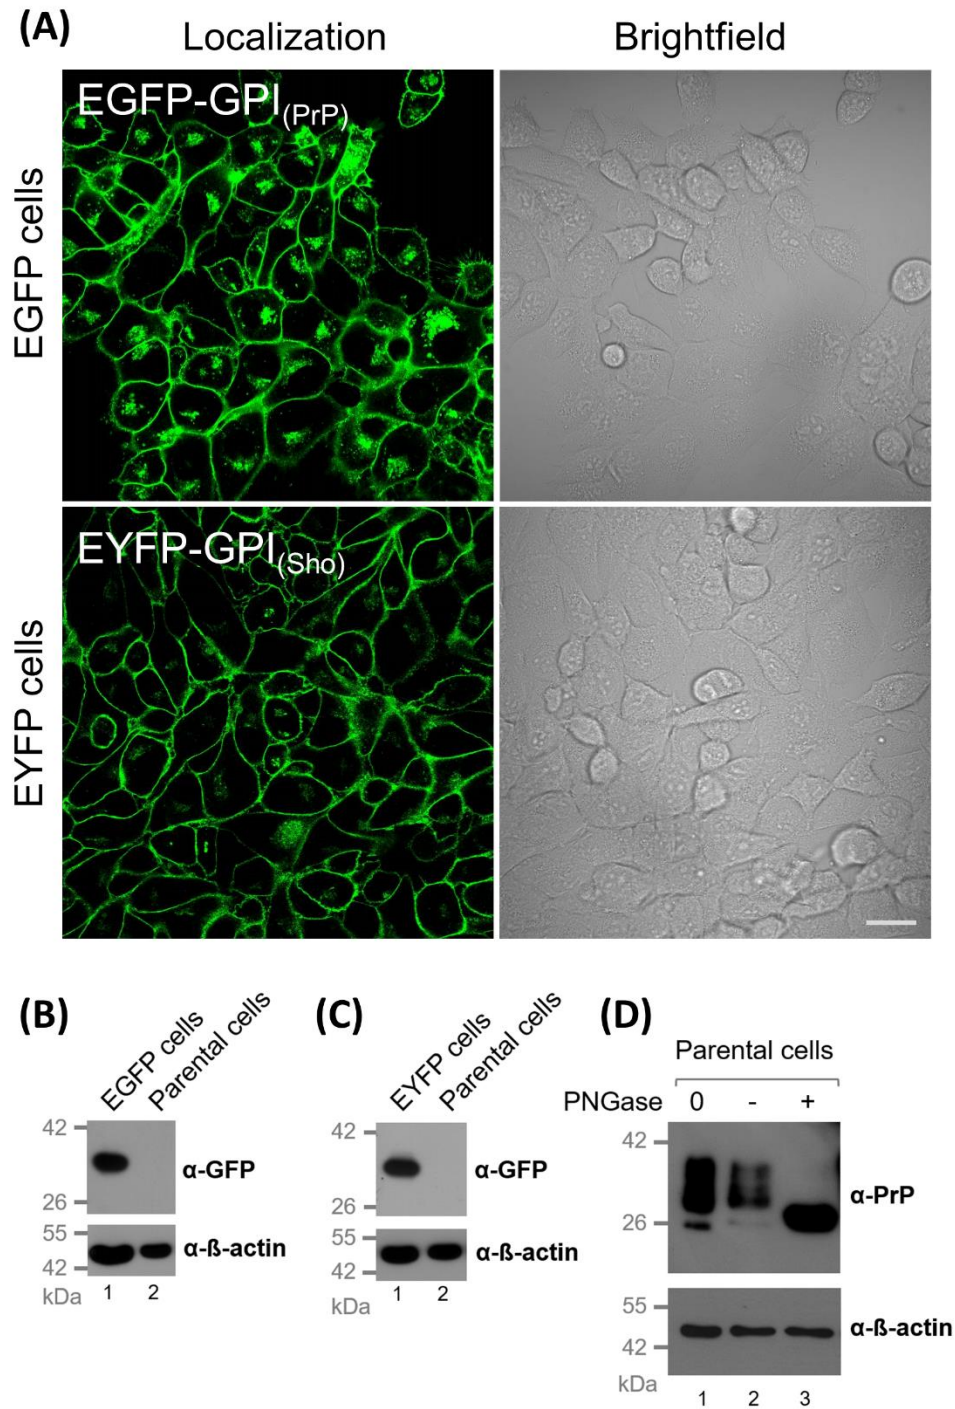 (A)
Localization
Brightfield
EGFP cells
EGFP-GPI(PrP)
EYFP cells
EYFP-GPI(Sho)
(B)
EGFP cells
Parental cells
42
26
α-GFP
55
42
α-ß-actin
kDa
1
2
(C)
EYFP cells
Parental cells
42
26
α-GFP
55
42
α-ß-actin
kDa
1
2
(D)
Parental cells
PNGase 0 - +
42
26
α-PrP
55
42
α-ß-actin
kDa
1
2
3